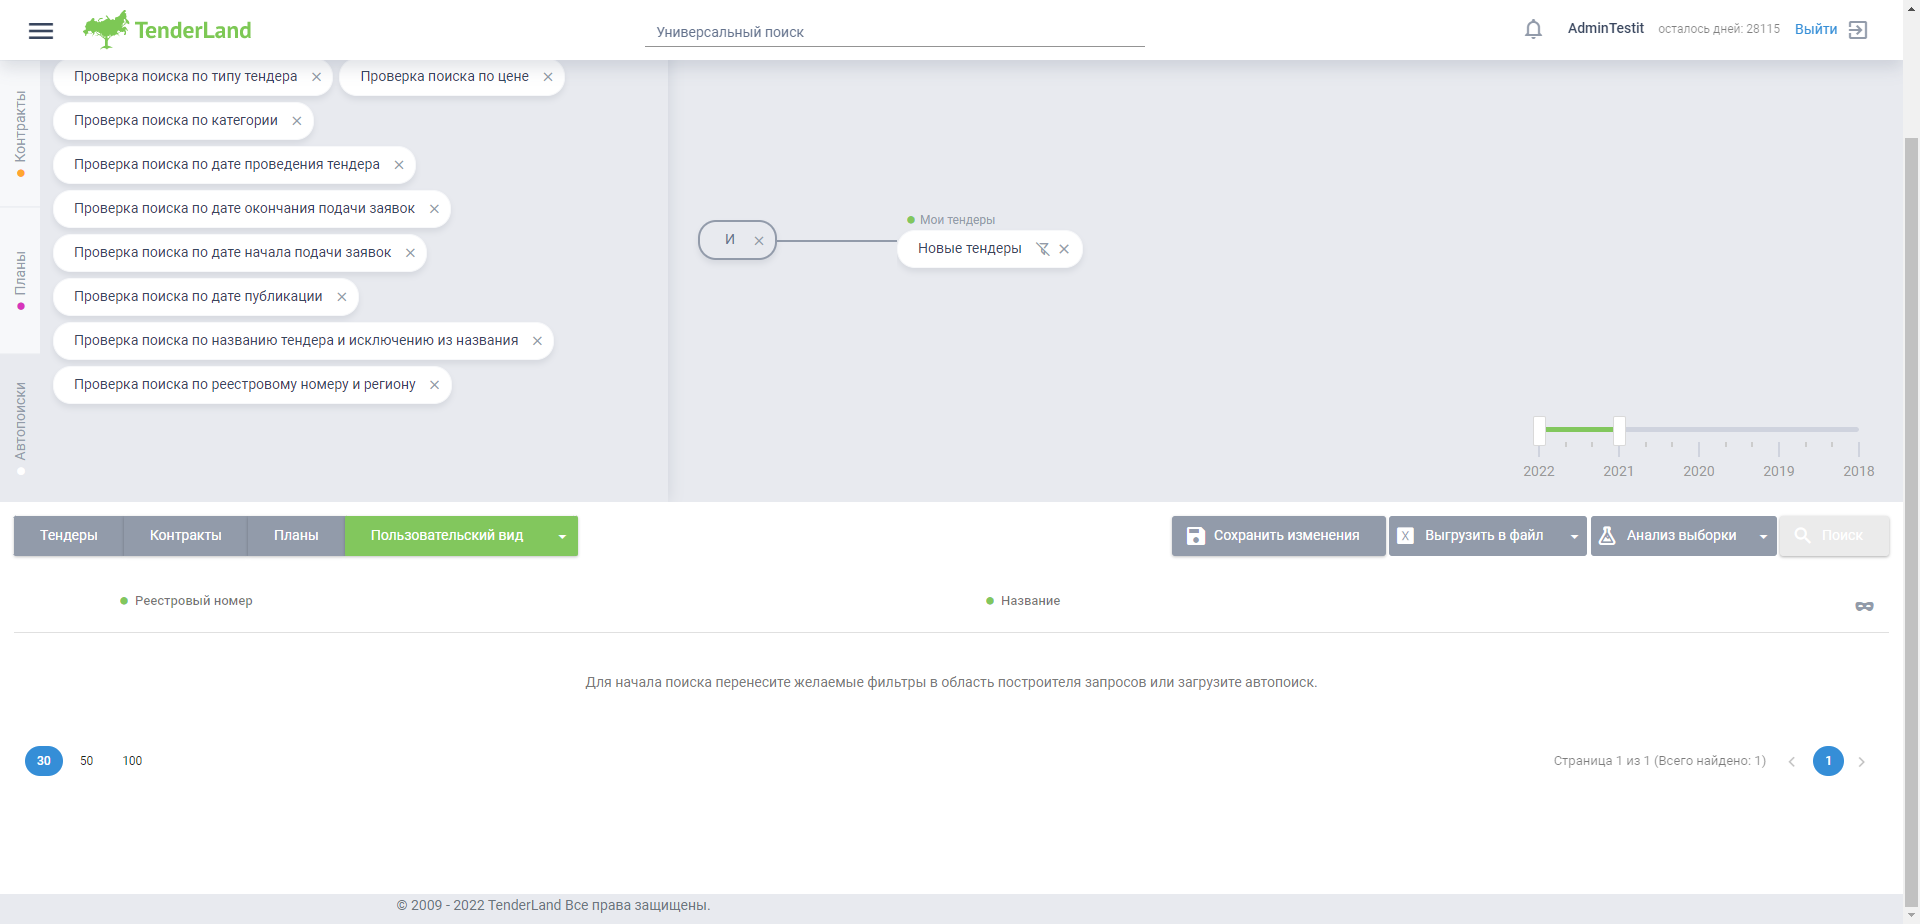 TenderLand
Универсальный поиск
AdminTestit
осталось дней: 28115
Выйти
Контракты
Планы
Автопоиски
Проверка поиска по типу тендера
Проверка поиска по цене
Проверка поиска по категории
Проверка поиска по дате проведения тендера
Проверка поиска по дате окончания подачи заявок
Проверка поиска по дате начала подачи заявок
Проверка поиска по дате публикации
Проверка поиска по названию тендера и исключению из названия
Проверка поиска по реестровому номеру и региону
И
Мои тендеры
Новые тендеры
2022 2021 2020 2019 2018
Тендеры Контракты Планы Пользовательский вид
Сохранить изменения
X Выгрузить в файл
Анализ выборки
Поиск
Реестровый номер
Название
Для начала поиска перенесите желаемые фильтры в область построителя запросов или загрузите автопоиск.
30 50 100
Страница 1 из 1 (Всего найдено: 1)
1
© 2009 - 2022 TenderLand Все права защищены.